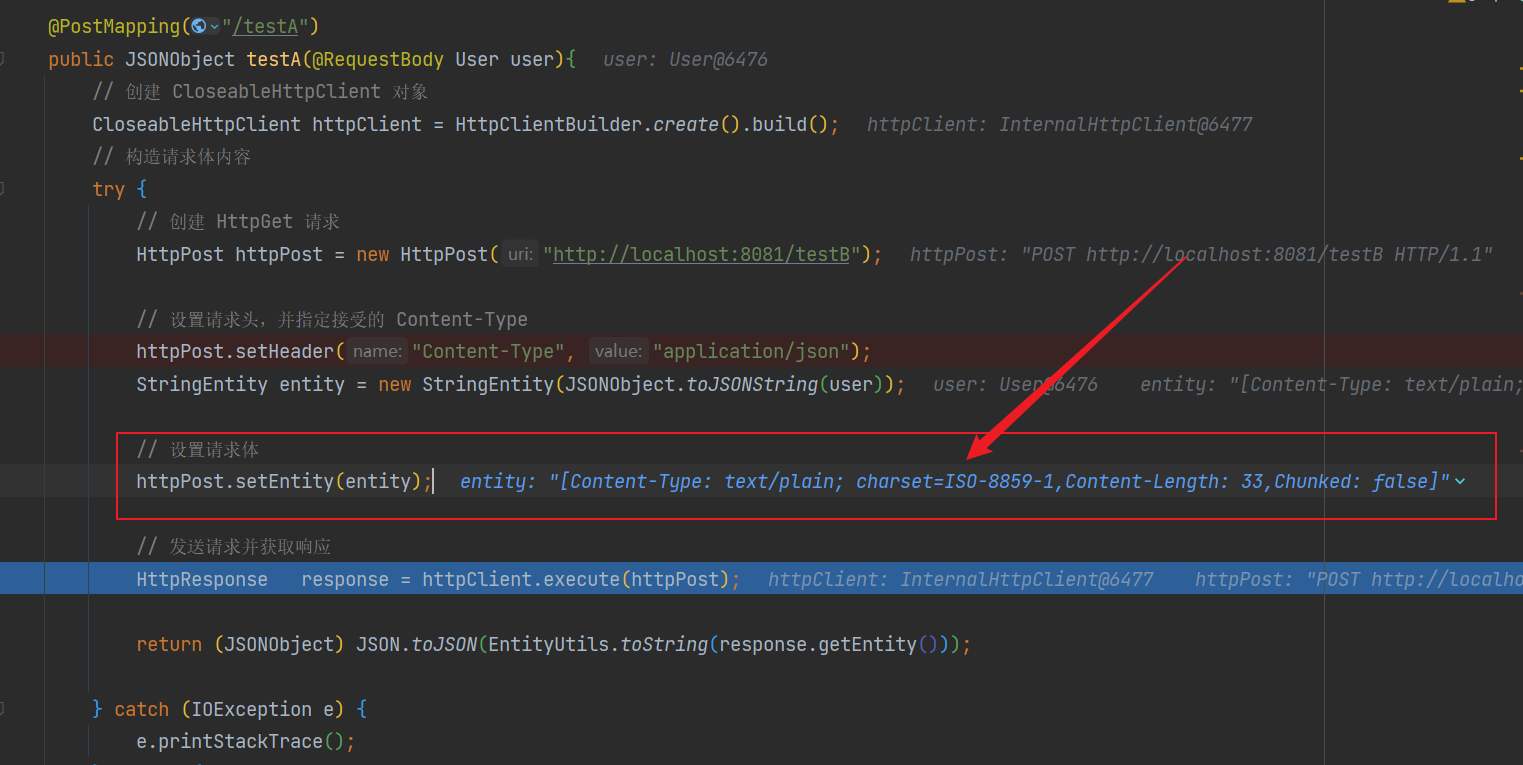 @PostMapping("/testA")
public JSONObject testA(@RequestBody User user){ user: User@6476
// 创建 CloseableHttpClient 对象
CloseableHttpClient httpClient = HttpClientBuilder.create().build(); httpClient: InternalHttpClient@6477
// 构造请求体内容
try {
// 创建 HttpGet 请求
HttpPost httpPost = new HttpPost( uri: "http://localhost:8081/testB"); httpPost: "POST http://localhost:8081/testB HTTP/1.1"
// 设置请求头，并指定接受的 Content-Type
httpPost.setHeader( name: "Content-Type", value: "application/json");
StringEntity entity = new StringEntity(JSONObject.toJSONString(user)); user: User@6476 entity: "[Content-Type: text/plain;
// 设置请求体
httpPost.setEntity(entity); entity: "[Content-Type: text/plain; charset=ISO-8859-1,Content-Length: 33,Chunked: false]"
// 发送请求并获取响应
HttpResponse response = httpClient.execute(httpPost); httpClient: InternalHttpClient@6477 httpPost: "POST http://localho
return (JSONObject) JSON.toJSON(EntityUtils.toString(response.getEntity()));
} catch (IOException e) {
e.printStackTrace();